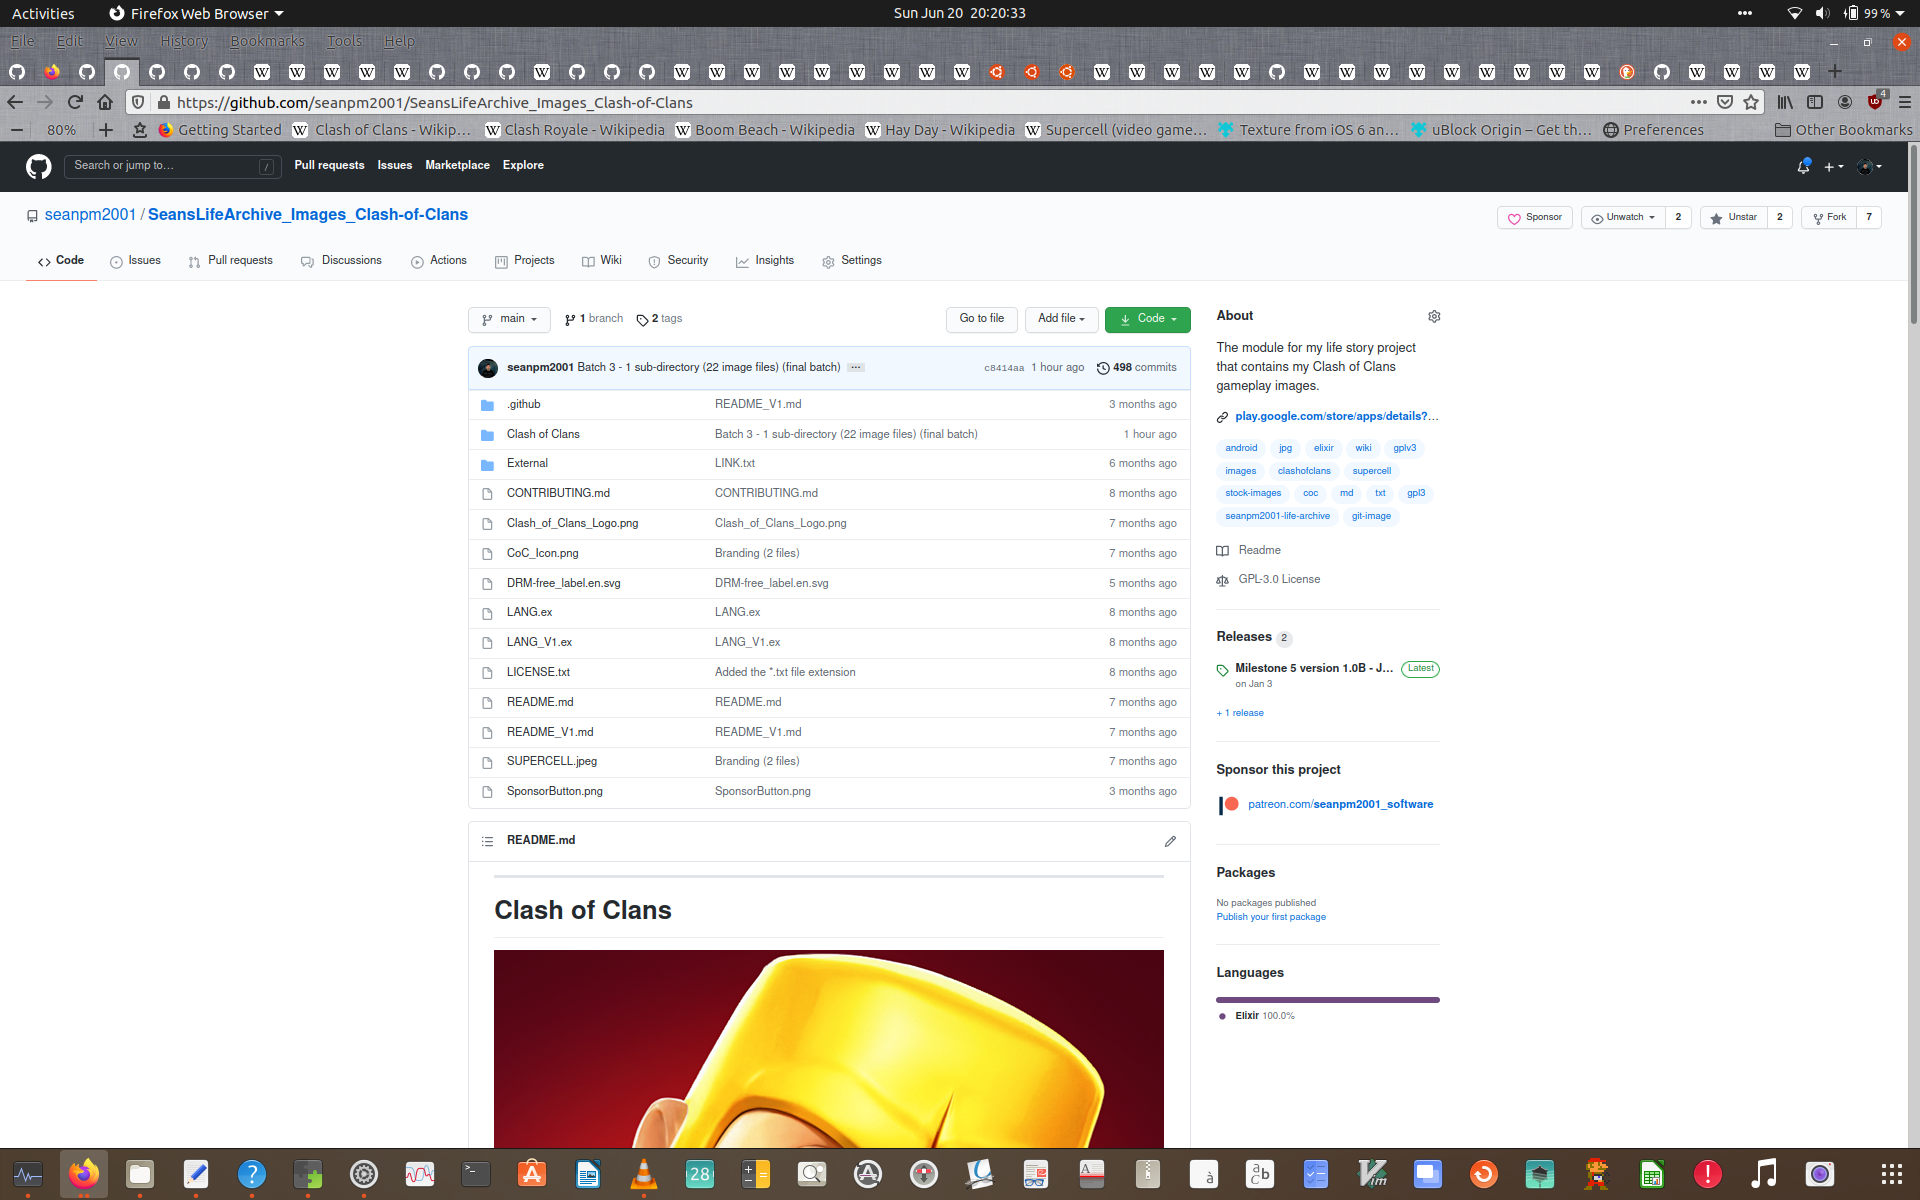 Activities Firefox Web Browser Sun Jun 20 20:20:33 99 %
File Edit View History Bookmarks Tools Help
https://github.com/seanpm2001/SeansLifeArchive_Images_Clash-of-Clans 4
80% Getting Started Clash of Clans - Wikip… Clash Royale - Wikipedia Boom Beach - Wikipedia Hay Day - Wikipedia Supercell (video game… Texture from iOS 6 an… uBlock Origin – Get th… Preferences Other Bookmarks
Search or jump to… / Pull requests Issues Marketplace Explore
seanpm2001 / SeansLifeArchive_Images_Clash-of-Clans Sponsor Unwatch 2 Unstar 2 Fork 7
Code Issues Pull requests Discussions Actions Projects Wiki Security Insights Settings
main 1 branch 2 tags Go to file Add file Code
seanpm2001 Batch 3 - 1 sub-directory (22 image files) (final batch) … c8414aa 1 hour ago 498 commits
.github README_V1.md 3 months ago
Clash of Clans Batch 3 - 1 sub-directory (22 image files) (final batch) 1 hour ago
External LINK.txt 6 months ago
CONTRIBUTING.md CONTRIBUTING.md 8 months ago
Clash_of_Clans_Logo.png Clash_of_Clans_Logo.png 7 months ago
CoC_Icon.png Branding (2 files) 7 months ago
DRM-free_label.en.svg DRM-free_label.en.svg 5 months ago
LANG.ex LANG.ex 8 months ago
LANG_V1.ex LANG_V1.ex 8 months ago
LICENSE.txt Added the *.txt file extension 8 months ago
README.md README.md 7 months ago
README_V1.md README_V1.md 7 months ago
SUPERCELL.jpeg Branding (2 files) 7 months ago
SponsorButton.png SponsorButton.png 3 months ago
README.md
Clash of Clans
About
The module for my life story project
that contains my Clash of Clans
gameplay images.
play.google.com/store/apps/details?…
android jpg elixir wiki gplv3
images clashofclans supercell
stock-images coc md txt gpl3
seanpm2001-life-archive git-image
Readme
GPL-3.0 License
Releases 2
Milestone 5 version 1.0B - J… Latest
on Jan 3
+ 1 release
Sponsor this project
patreon.com/seanpm2001_software
Packages
No packages published
Publish your first package
Languages
Elixir 100.0%
28